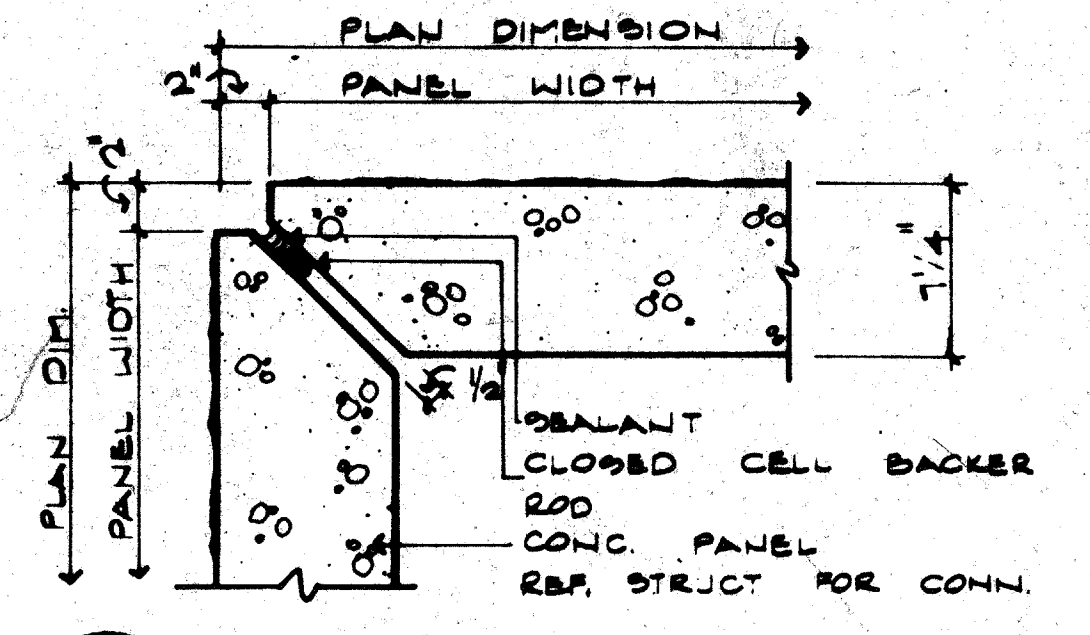 PLAN DIMENSION
2"
PANEL WIDTH
2"
PLAN DIM.
PANEL WIDTH
7 1/4"
1/2
SEALANT
CLOSED CELL BACKER
ROD
CONC. PANEL
REF. STRUCT FOR CONN.